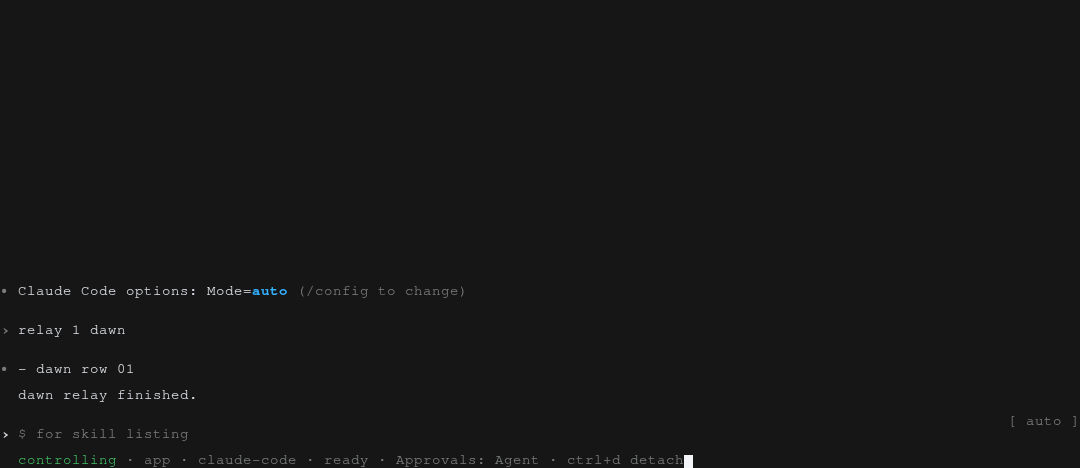 • Claude Code options: Mode=auto (/config to change)
› relay 1 dawn
• - dawn row 01
dawn relay finished.
[ auto ]
› $ for skill listing
controlling · app · claude-code · ready · Approvals: Agent · ctrl+d detach